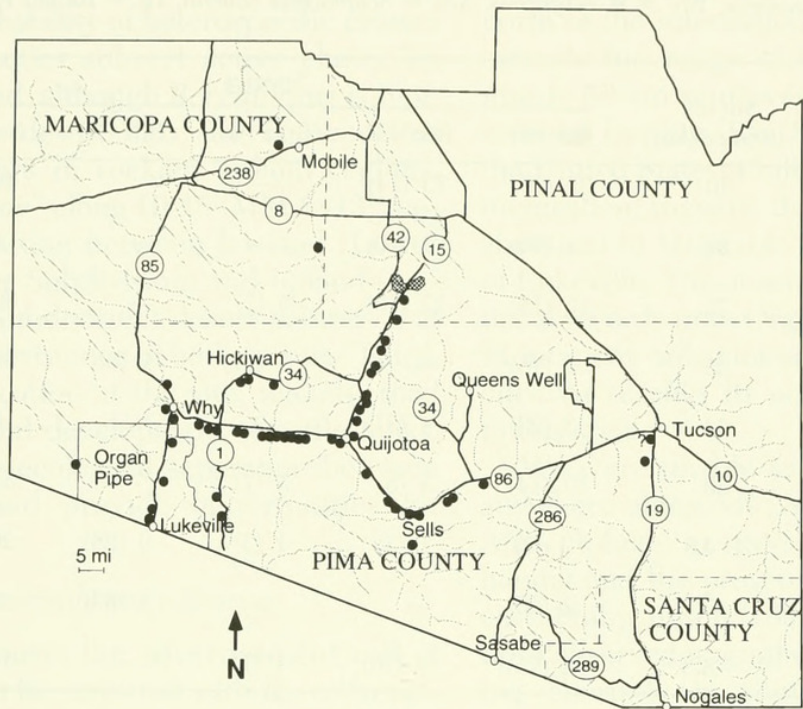 MARICOPA COUNTY
Mobile
238
PINAL COUNTY
8
42
15
85
Hickiwan
34
Queens Well
34
Why
Quijotoa
Tucson
Organ
Pipe
1
86
10
Lukeville
Sells
286
19
5 mi
PIMA COUNTY
SANTA CRUZ
COUNTY
Sasabe
N
289
Nogales